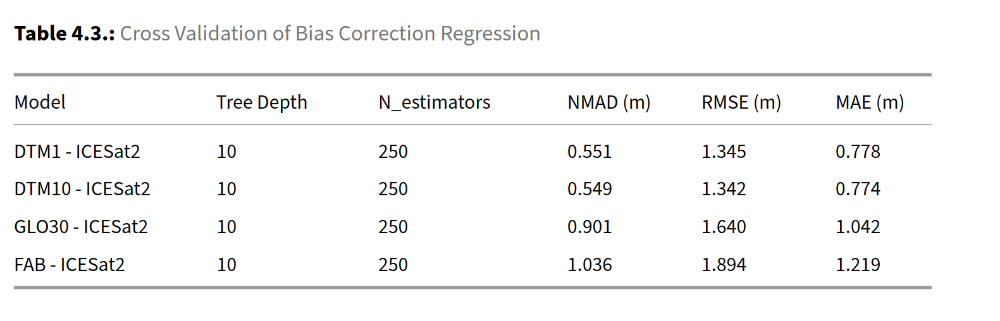 Table 4.3.: Cross Validation of Bias Correction Regression
Model Tree Depth N_estimators NMAD (m) RMSE (m) MAE (m)
DTM1 - ICESat2 10 250 0.551 1.345 0.778
DTM10 - ICESat2 10 250 0.549 1.342 0.774
GLO30 - ICESat2 10 250 0.901 1.640 1.042
FAB - ICESat2 10 250 1.036 1.894 1.219